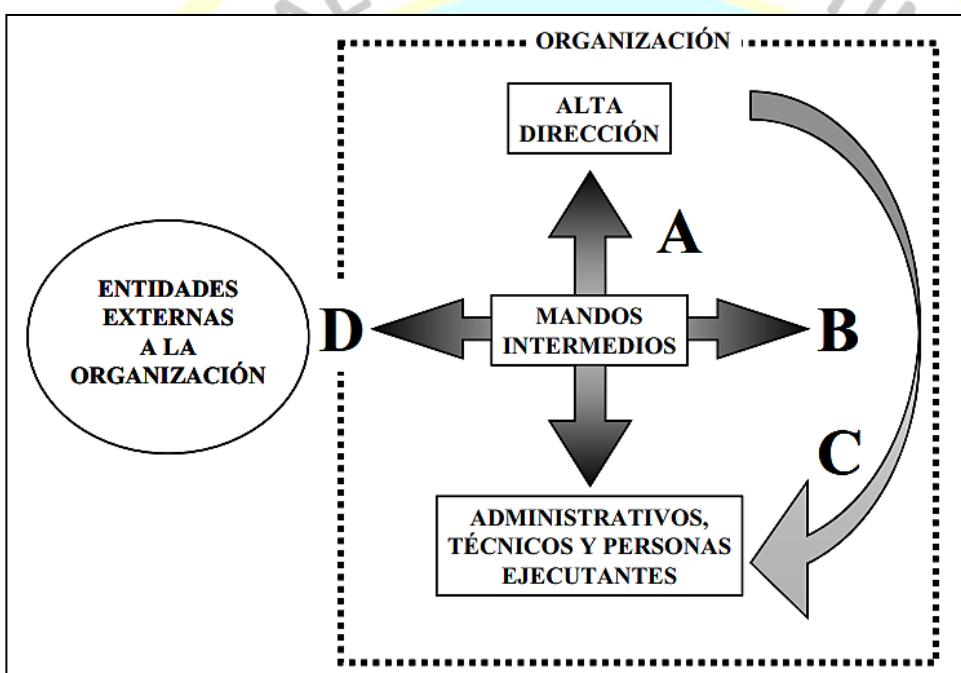 ORGANIZACIÓN
ALTA
DIRECCIÓN
A
ENTIDADES
EXTERNAS
A LA
ORGANIZACIÓN
D
MANDOS
INTERMEDIOS
B
C
ADMINISTRATIVOS,
TÉCNICOS Y PERSONAS
EJECUTANTES